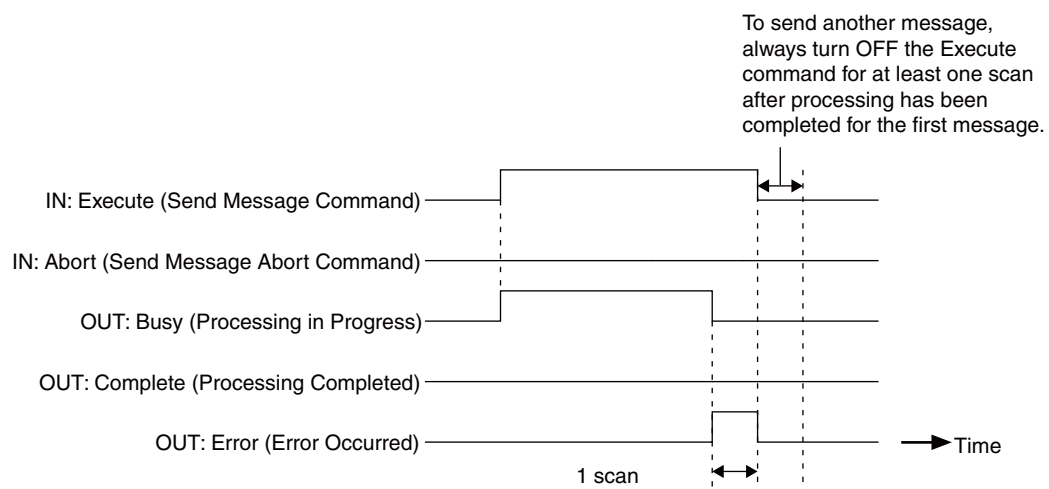 To send another message,
always turn OFF the Execute
command for at least one scan
after processing has been
completed for the first message.
IN: Execute (Send Message Command)
IN: Abort (Send Message Abort Command)
OUT: Busy (Processing in Progress)
OUT: Complete (Processing Completed)
OUT: Error (Error Occurred)
Time
1 scan